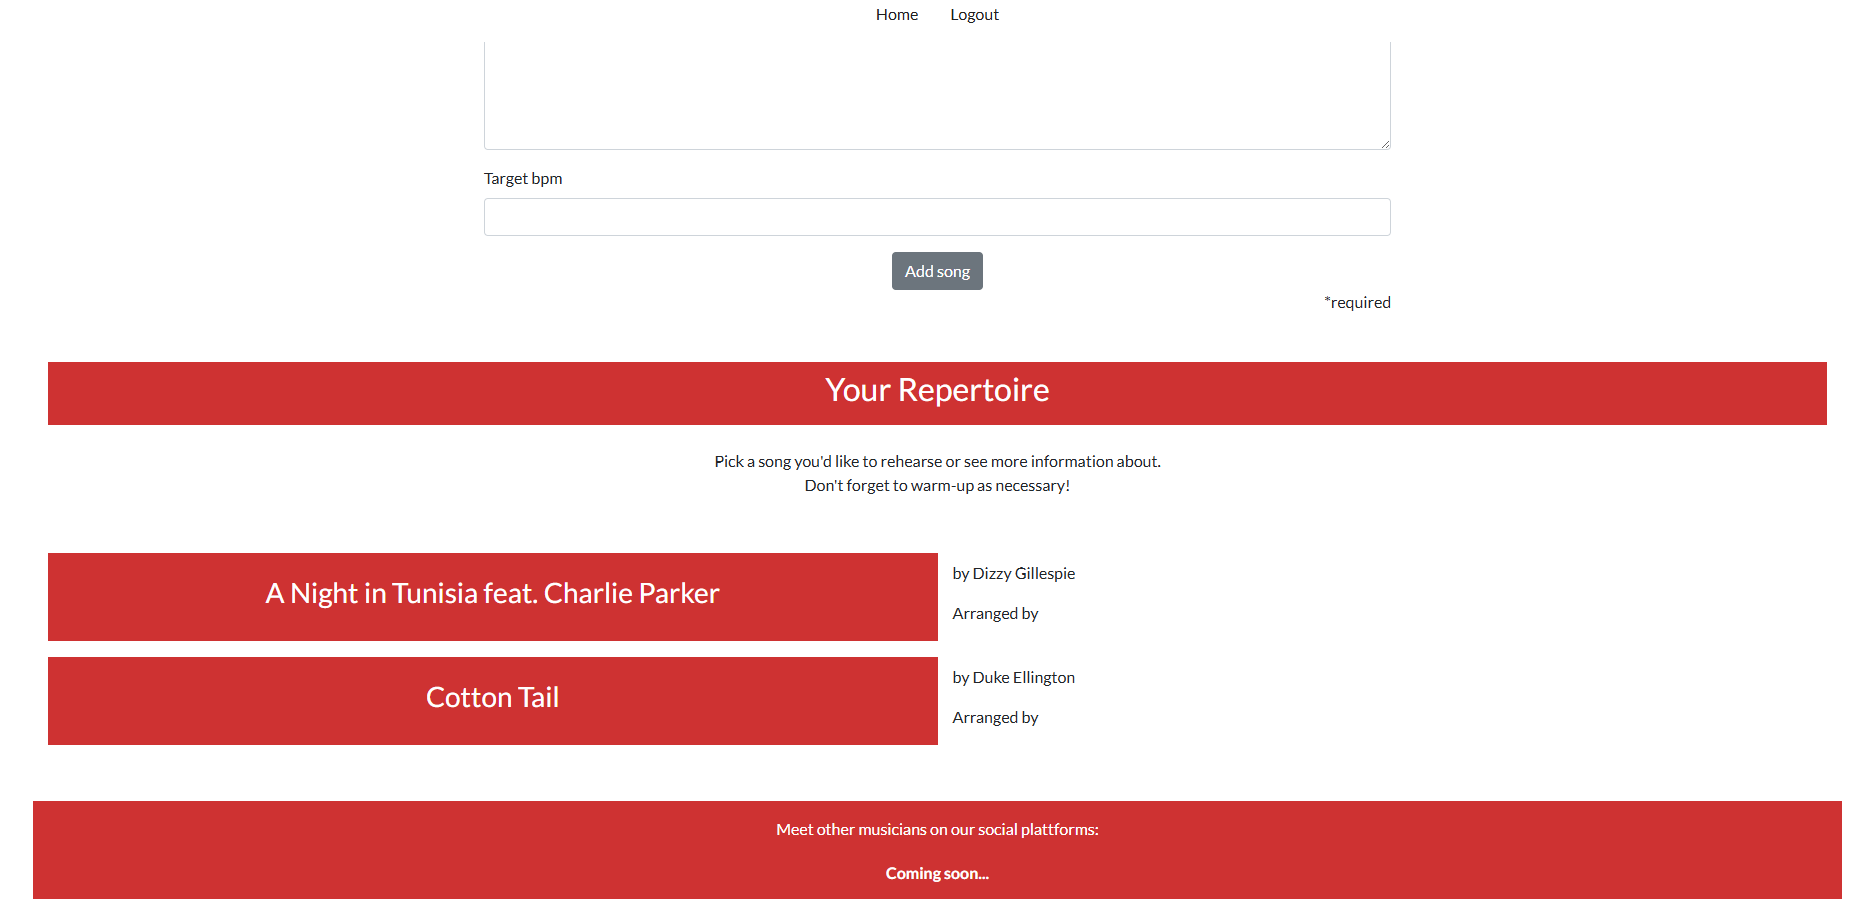 Home Logout
Target bpm
Add song
*required
Your Repertoire
Pick a song you'd like to rehearse or see more information about.
Don't forget to warm-up as necessary!
A Night in Tunisia feat. Charlie Parker
by Dizzy Gillespie
Arranged by
Cotton Tail
by Duke Ellington
Arranged by
Meet other musicians on our social plattforms:
Coming soon...